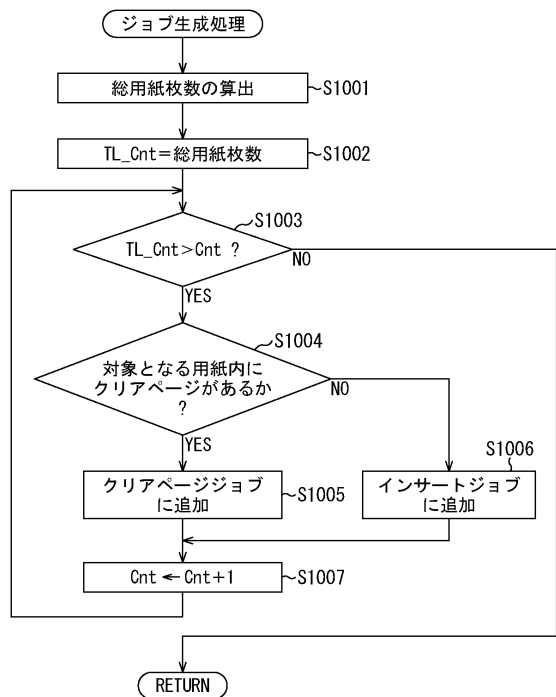 ジョブ生成処理
総用紙枚数の算出
~S1001
TL_Cnt=総用紙枚数
~S1002
S1003
TL_Cnt>Cnt ?
NO
YES
S1004
対象となる用紙内に
クリアページがあるか
?
NO
YES
S1006
クリアページジョブ
に追加
~S1005
インサートジョブ
に追加
Cnt ← Cnt+1
~S1007
RETURN